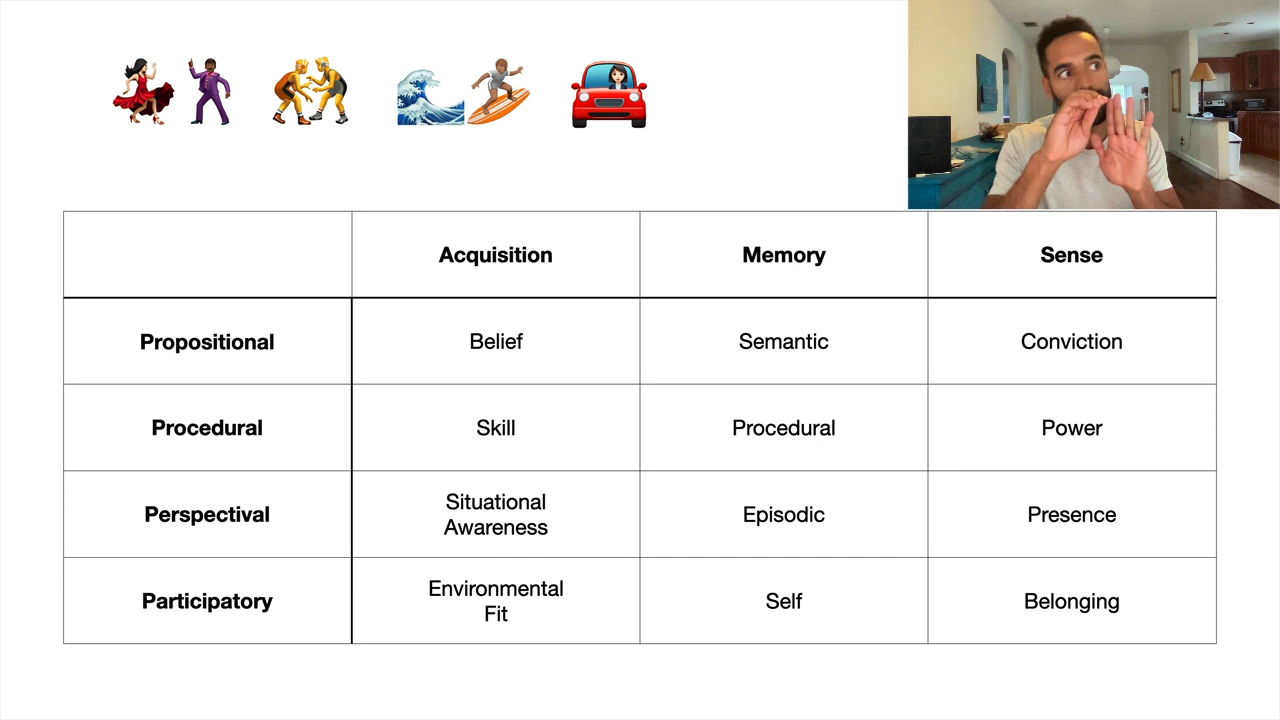 Acquisition Memory Sense
Propositional Belief Semantic Conviction
Procedural Skill Procedural Power
Perspectival Situational Awareness Episodic Presence
Participatory Environmental Fit Self Belonging